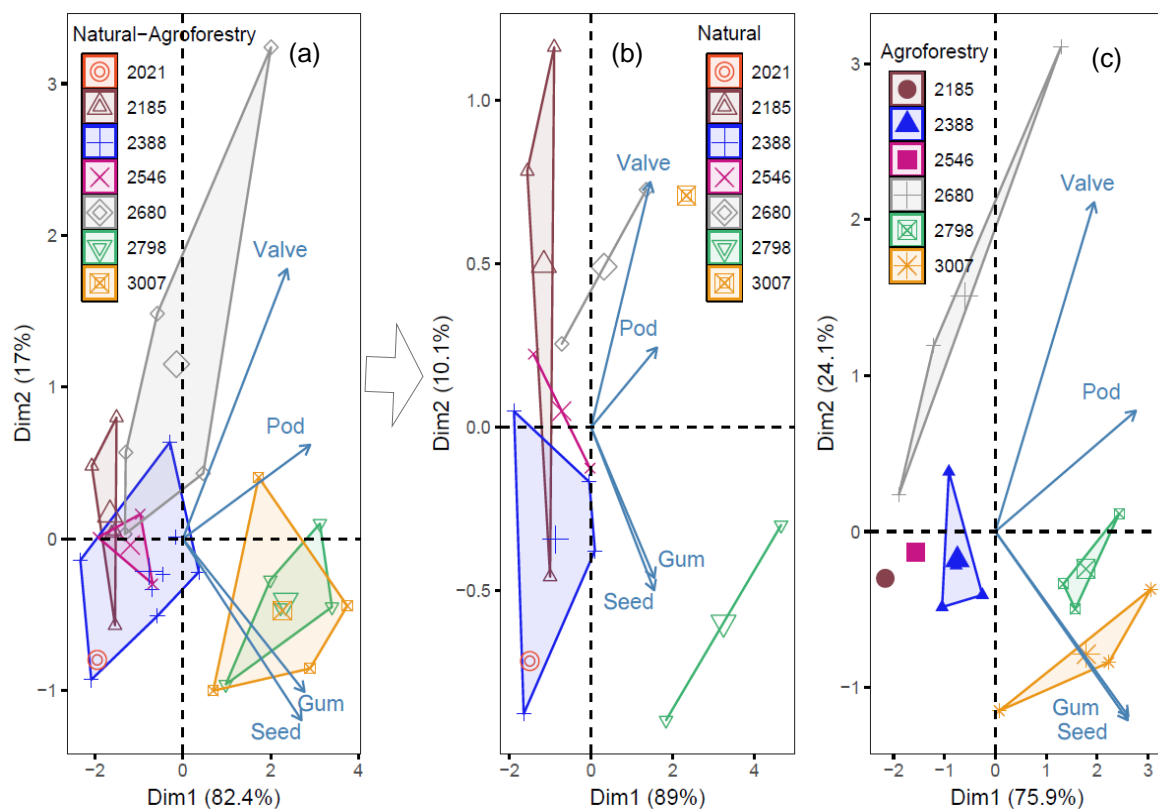 Natural−Agroforestry
(a)
2021
2185
2388
2546
2680
2798
3007
Valve
Pod
Gum
Seed
3
2
1
0
−1
Dim2 (17%)
−2 0 2 4
Dim1 (82.4%)
(b)
Natural
2021
2185
2388
2546
2680
2798
3007
Valve
Pod
Gum
Seed
1.0
0.5
0.0
−0.5
Dim2 (10.1%)
−2 0 2 4
Dim1 (89%)
Agroforestry
(c)
2185
2388
2546
2680
2798
3007
Valve
Pod
Gum
Seed
3
2
1
0
−1
Dim2 (24.1%)
−2 −1 0 1 2 3
Dim1 (75.9%)